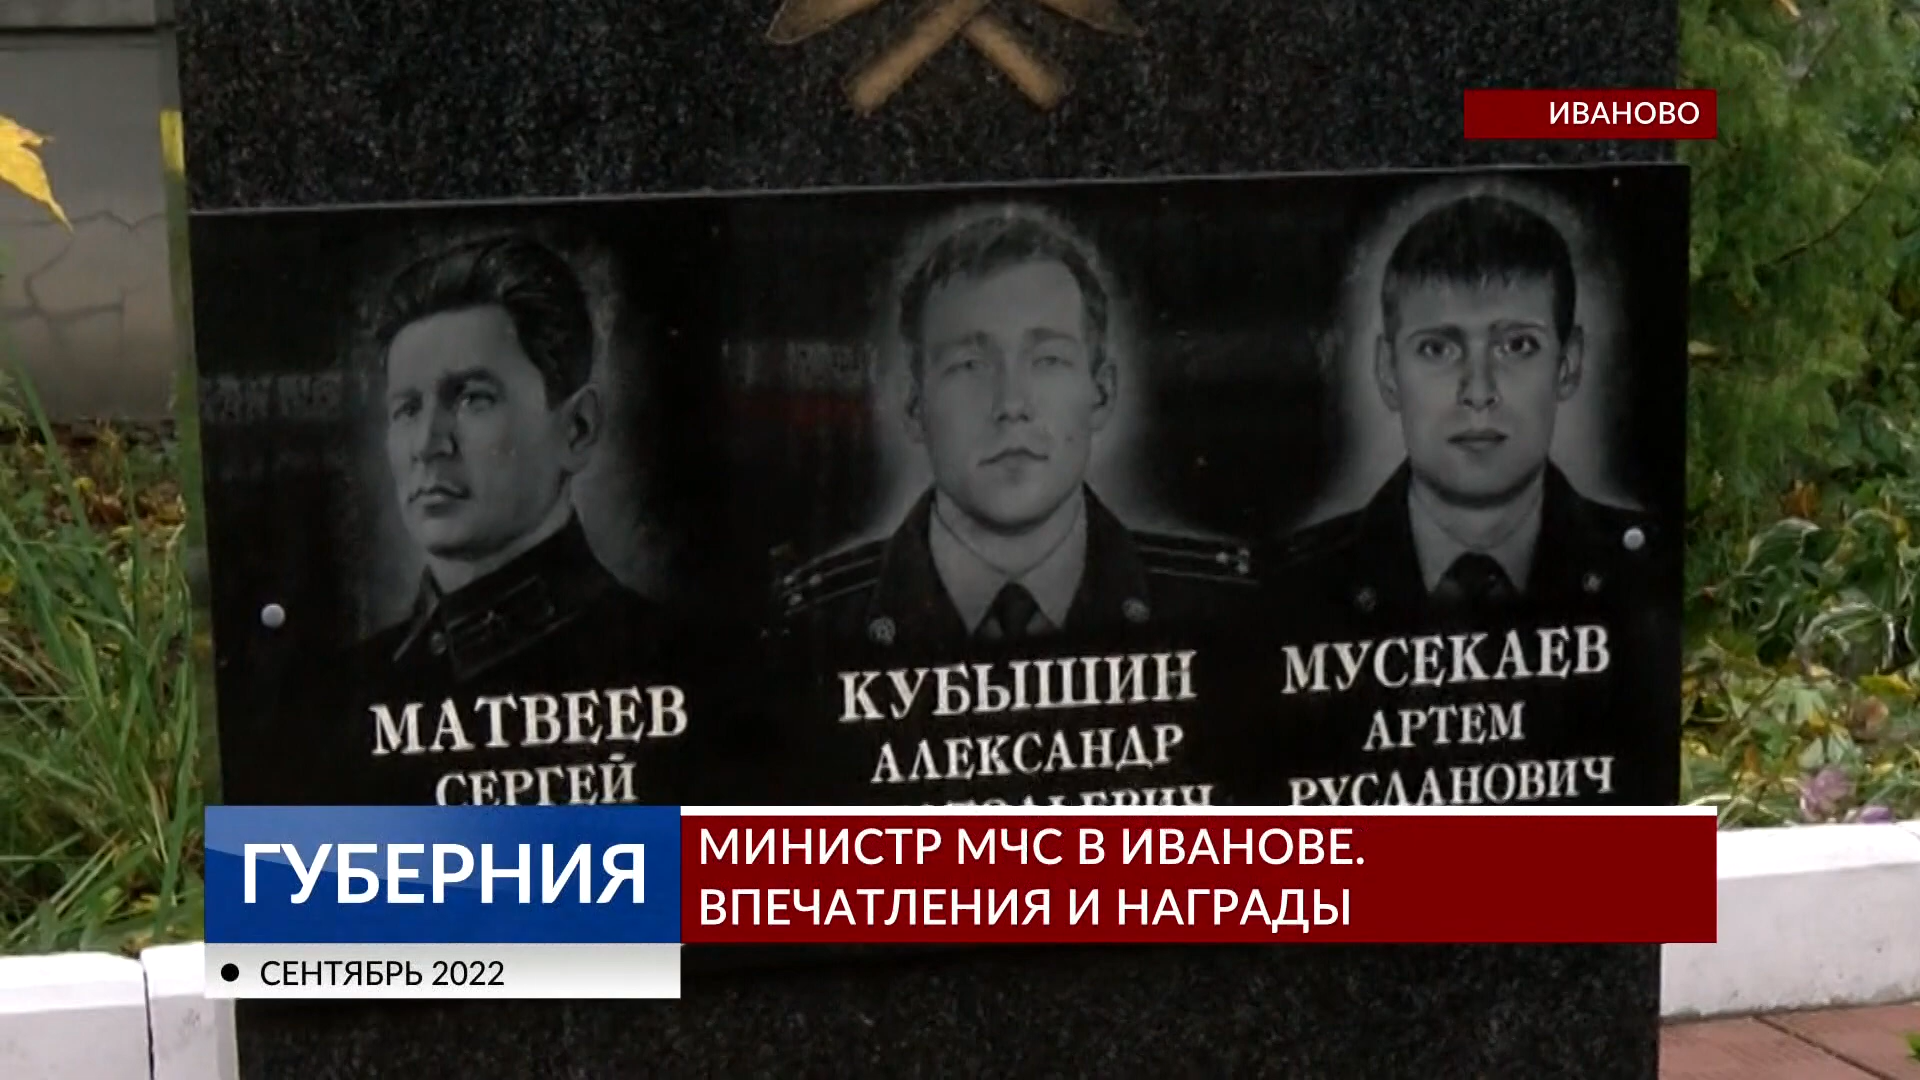 ИВАНОВО
МАТВЕЕВ
СЕРГЕЙ
КУБЫШИН
АЛЕКСАНДР
МУСЕКАЕВ
АРТЕМ
РУСЛАНОВИЧ
ГУБЕРНИЯ
МИНИСТР МЧС В ИВАНОВЕ.
ВПЕЧАТЛЕНИЯ И НАГРАДЫ
СЕНТЯБРЬ 2022